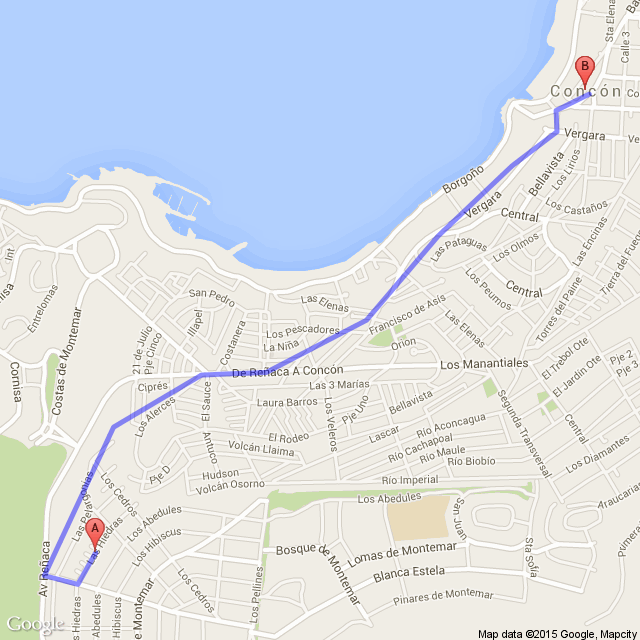 Sta Elena
Ba
Calle 3
B
Concón
Co
Vergara
Ve
Bellavista
Los Lirios
Borgoño
Vergara
Central
Los Castaños
Las Encinas
Tierra del Fuego
Las Pataguas
Los Olmos
Los Peumos
Central
Torres del Paine
int
Entrelomas
Cornisa
Costas de Montemar
San Pedro
Illapel
Costanera
Las Elenas
Los Pescadores
La Niña
Francisco de Asís
Las Elenas
Orion
21 de Julio
Pje Cinco
Cornisa
Ciprés
De Reñaca A Concón
Los Manantiales
El Trebol Ote
El Jardin Ote
Pje 2
Pje 3
Las 3 Marías
Los Alerces
El Sauce
Laura Barros
Pje Uno
Bellavista
Segunda Transversal
Central
Antuco
El Rodeo
Los Veleros
Lascar
Río Aconcagua
Río Cachapoal
Río Maule
Río Biobío
Los Diamantes
Volcán Llaima
Pje D
Hudson
Volcán Osorno
Río Imperial
Araucarias
Los Cedros
Los Abedules
Los Abedules
San Juan
Las Hiedras
A
Los Hibiscus
Av Reñaca
Bosque de
Montemar
Lomas de Montemar
Blanca Estela
Sta Sofía
Los Pellines
Los Cedros
de Montemar
Pinares de Montemar
Hiedras
Abedules
Hibiscus
Google
Map data ©2015 Google, Mapcity